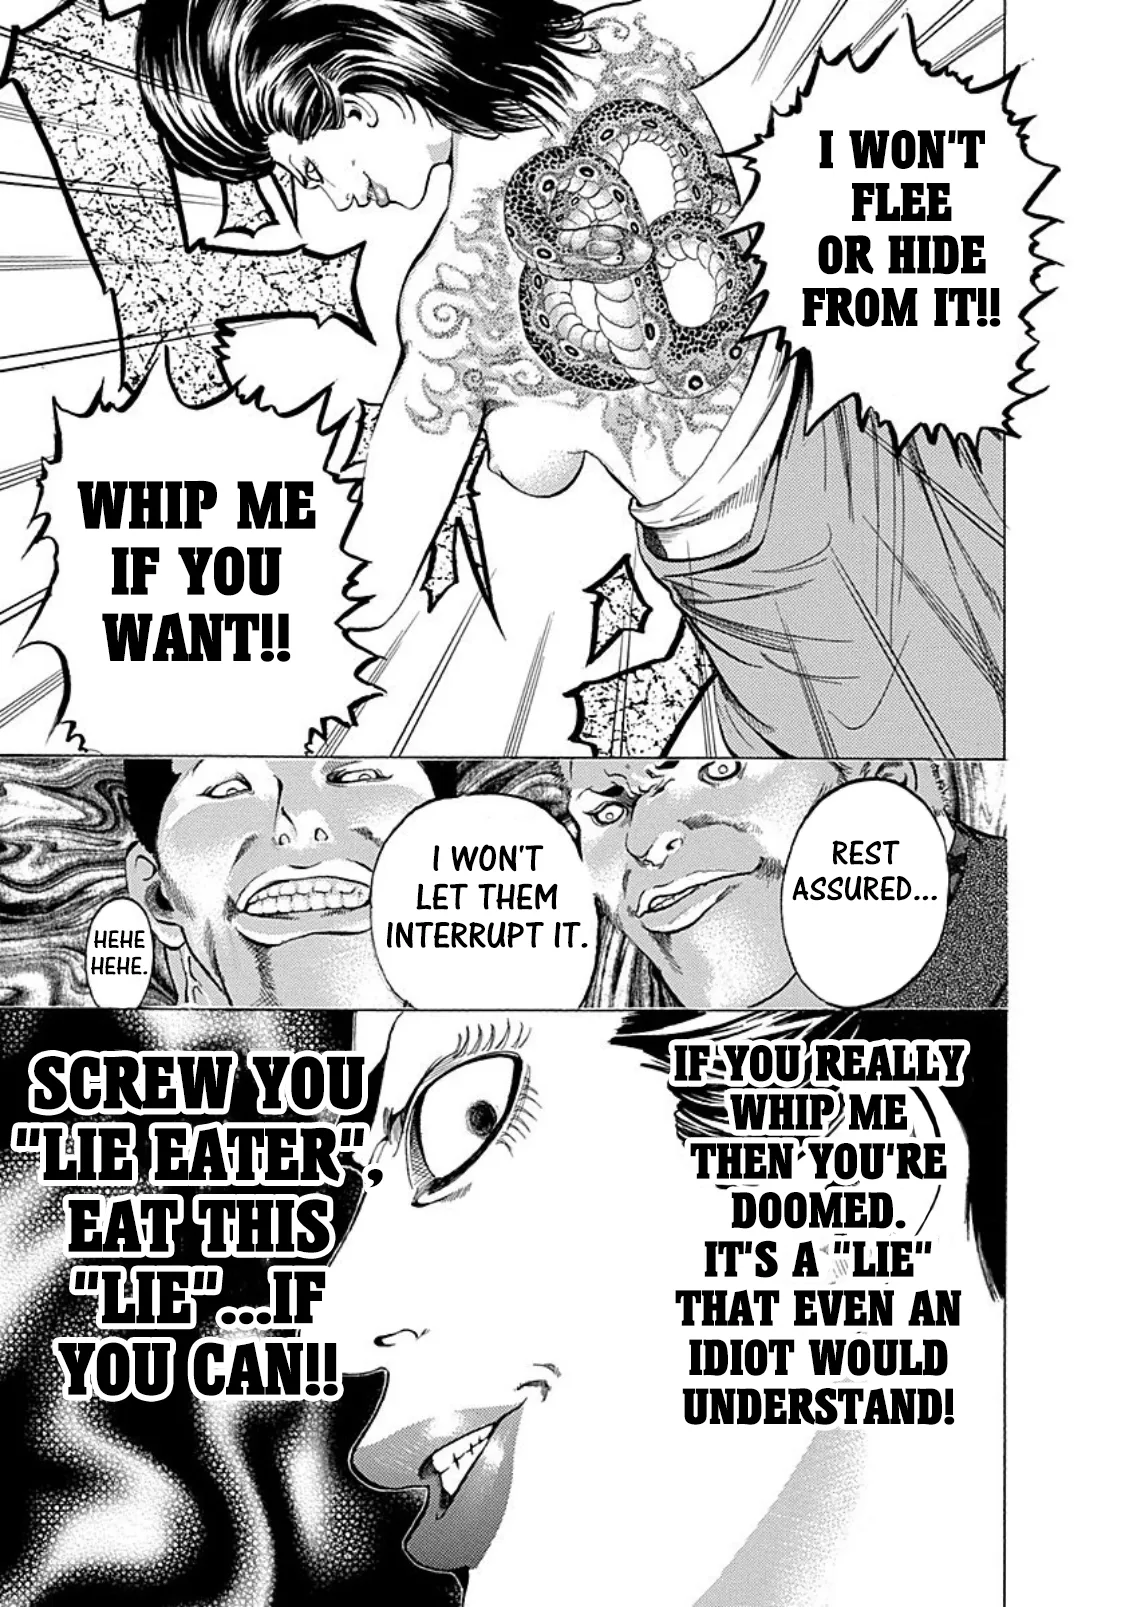 I WON'T
FLEE
OR HIDE
FROM IT!!
WHIP ME
IF YOU
WANT!!
REST
ASSURED...
I WON'T
LET THEM
INTERRUPT IT.
HEHE
HEHE.
IF YOU REALLY
WHIP ME
THEN YOU'RE
DOOMED.
IT'S A "LIE"
THAT EVEN AN
IDIOT WOULD
UNDERSTAND!
SCREW YOU
"LIE EATER",
EAT THIS
"LIE"...IF
YOU CAN!!